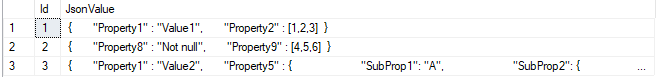 Id JsonValue
1 1 { "Property1" : "Value1", "Property2" : [1,2,3] }
2 2 { "Property8" : "Not null", "Property9" : [4,5,6] }
3 3 { "Property1" : "Value2", "Property5" : { "SubProp1": "A", "SubProp2": { ...